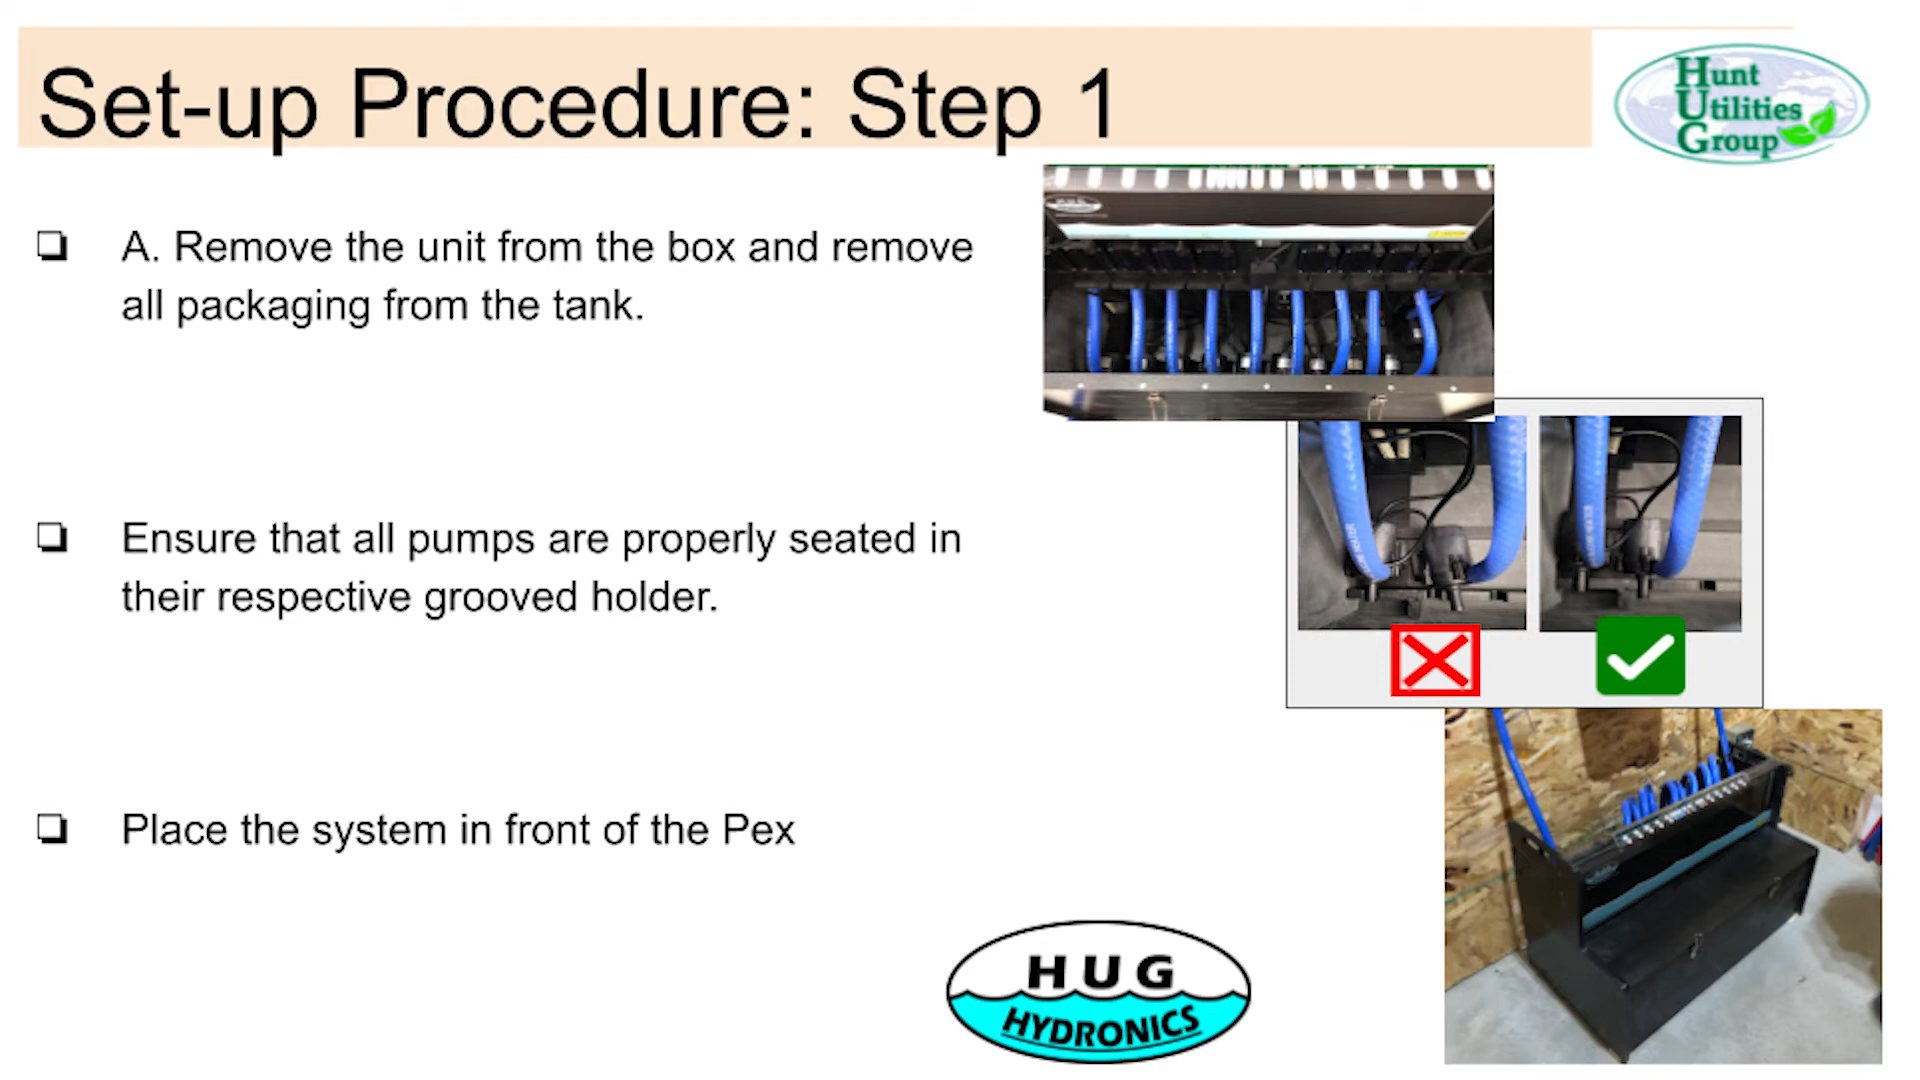 Set-up Procedure: Step 1
Hunt
Utilities
Group
A. Remove the unit from the box and remove
all packaging from the tank.
Ensure that all pumps are properly seated in
their respective grooved holder.
Place the system in front of the Pex
HUG
HYDRONICS